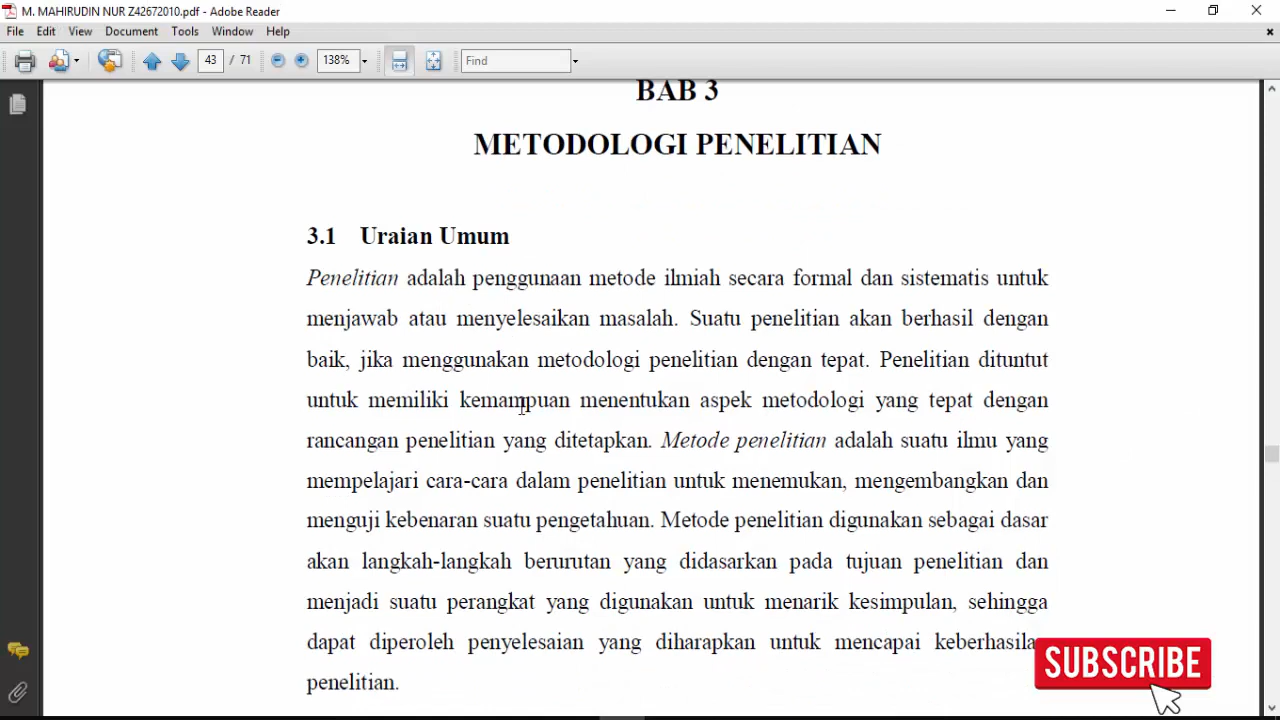 M. MAHIRUDIN NUR Z42672010.pdf - Adobe Reader
File Edit View Document Tools Window Help
43 / 71 138% Find
BAB 3
METODOLOGI PENELITIAN
3.1 Uraian Umum
Penelitian adalah penggunaan metode ilmiah secara formal dan sistematis untuk
menjawab atau menyelesaikan masalah. Suatu penelitian akan berhasil dengan
baik, jika menggunakan metodologi penelitian dengan tepat. Penelitian dituntut
untuk memiliki kemampuan menentukan aspek metodologi yang tepat dengan
rancangan penelitian yang ditetapkan. Metode penelitian adalah suatu ilmu yang
mempelajari cara-cara dalam penelitian untuk menemukan, mengembangkan dan
menguji kebenaran suatu pengetahuan. Metode penelitian digunakan sebagai dasar
akan langkah-langkah berurutan yang didasarkan pada tujuan penelitian dan
menjadi suatu perangkat yang digunakan untuk menarik kesimpulan, sehingga
dapat diperoleh penyelesaian yang diharapkan untuk mencapai
penelitian.
SUBSCRIBE